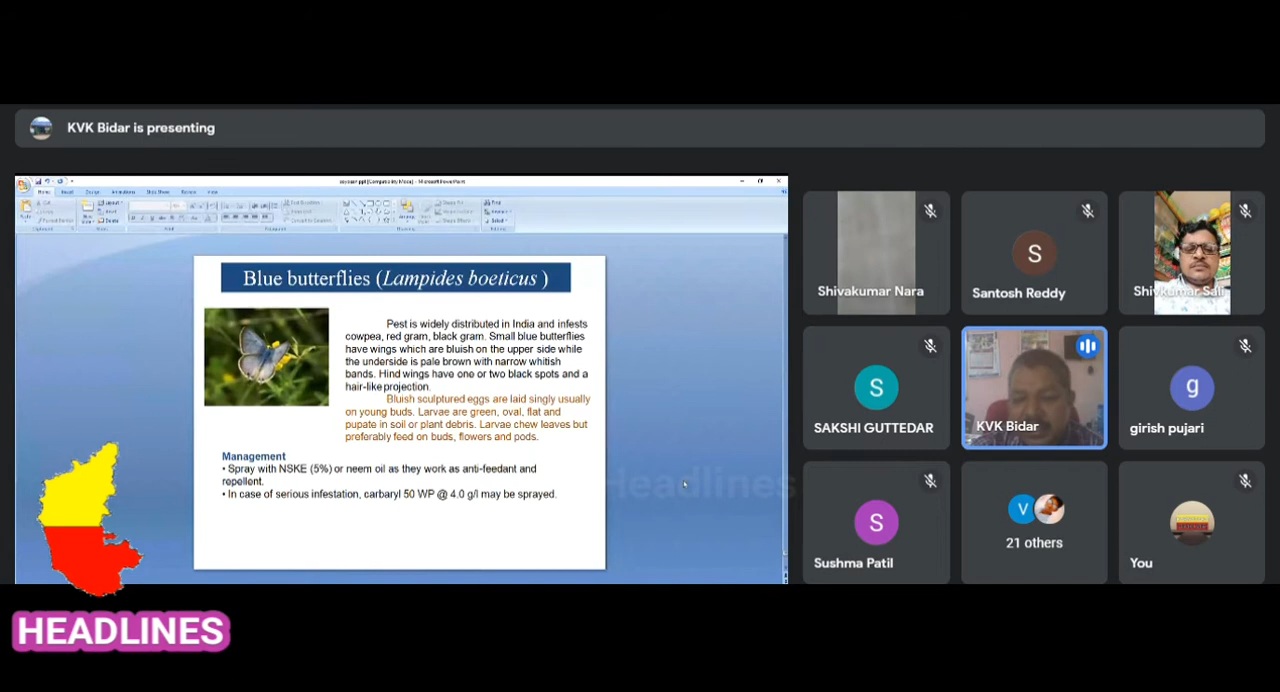 KVK Bidar is presenting
Blue butterflies (Lampides boeticus )
Pest is widely distributed in India and infests
cowpea, red gram, black gram. Small blue butterflies
have wings which are bluish on the upper side while
the underside is pale brown with narrow whitish
bands. Hind wings have one or two black spots and a
hair-like projection.
Bluish sculptured eggs are laid singly usually
on young buds. Larvae are green, oval, flat and
pupate in soil or plant debris. Larvae chew leaves but
preferably feed on buds, flowers and pods.
Management
• Spray with NSKE (5%) or neem oil as they work as anti-feedant and
repellent.
• In case of serious infestation, carbaryl 50 WP @ 4.0 g/l may be sprayed.
Headlines
HEADLINES
Shivakumar Nara
S
Santosh Reddy
Shivkumar Sali
S
SAKSHI GUTTEDAR
KVK Bidar
g
girish pujari
S
Sushma Patil
V
21 others
You